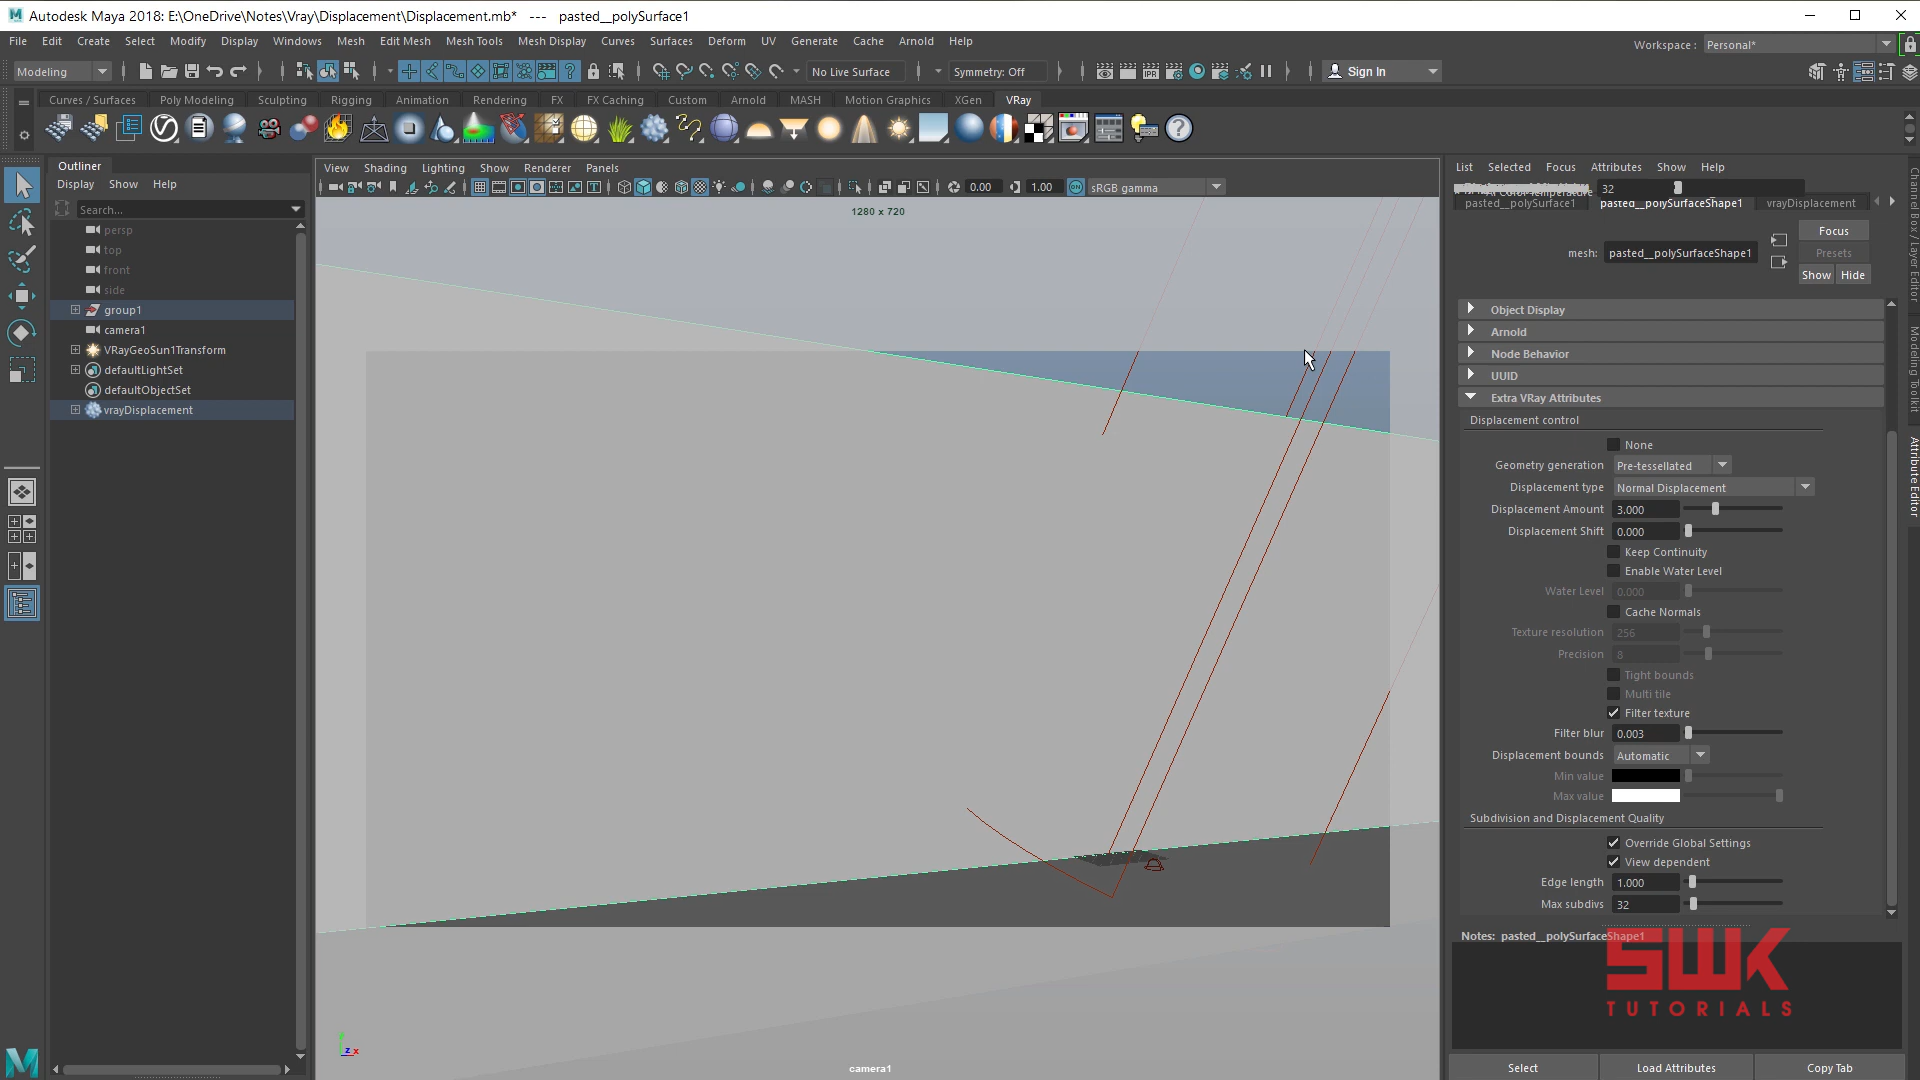 Autodesk Maya 2018: E:\OneDrive\Notes\Vray\Displacement\Displacement.mb* --- pasted__polySurface1
File Edit Create Select Modify Display Windows Mesh Edit Mesh Mesh Tools Mesh Display Curves Surfaces Deform UV Generate Cache Arnold Help
Workspace : Personal*
Modeling No Live Surface Symmetry: Off Sign In
Curves / Surfaces Poly Modeling Sculpting Rigging Animation Rendering FX FX Caching Custom Arnold MASH Motion Graphics XGen VRay
Outliner
Display Show Help
Search...
persp
top
front
side
group1
camera1
VRayGeoSun1Transform
defaultLightSet
defaultObjectSet
vrayDisplacement
View Shading Lighting Show Renderer Panels
0.00 1.00 ON sRGB gamma
1280 x 720
camera1
List Selected Focus Attributes Show Help
32
pasted__polySurface1 pasted__polySurfaceShape1 vrayDisplacement
mesh: pasted__polySurfaceShape1
Focus
Presets
Show Hide
Object Display
Arnold
Node Behavior
UUID
Extra VRay Attributes
Displacement control
None
Geometry generation Pre-tessellated
Displacement type Normal Displacement
Displacement Amount 3.000
Displacement Shift 0.000
Keep Continuity
Enable Water Level
Water Level 0.000
Cache Normals
Texture resolution 256
Precision 8
Tight bounds
Multi tile
Filter texture
Filter blur 0.003
Displacement bounds Automatic
Min value
Max value
Subdivision and Displacement Quality
Override Global Settings
View dependent
Edge length 1.000
Max subdivs 32
Notes: pasted__polySurfaceShape1
SWK
TUTORIALS
Select Load Attributes Copy Tab
Channel Box / Layer Editor
Modeling Toolkit
Attribute Editor